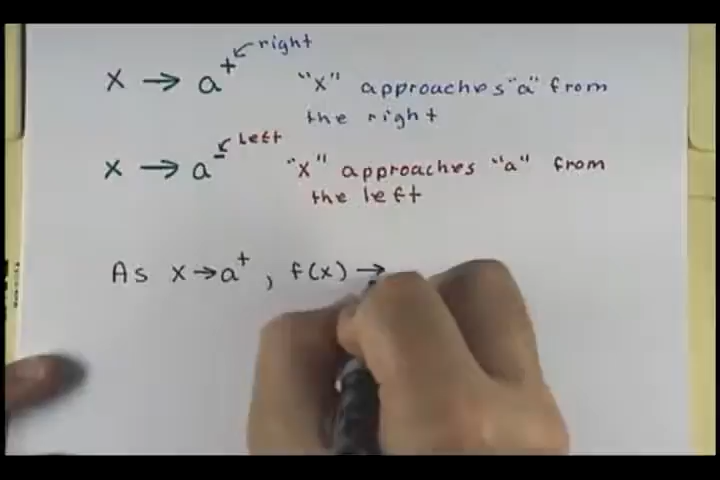 right
x → a⁺ "x" approaches "a" from
the right
Left
x → a⁻ "x" approaches "a" from
the left
As x→a⁺, f(x) →